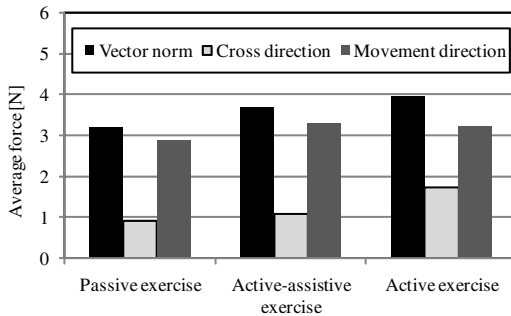 6
5
4
3
2
1
0
Average force [N]
Vector norm Cross direction Movement direction
Passive exercise Active-assistive exercise Active exercise